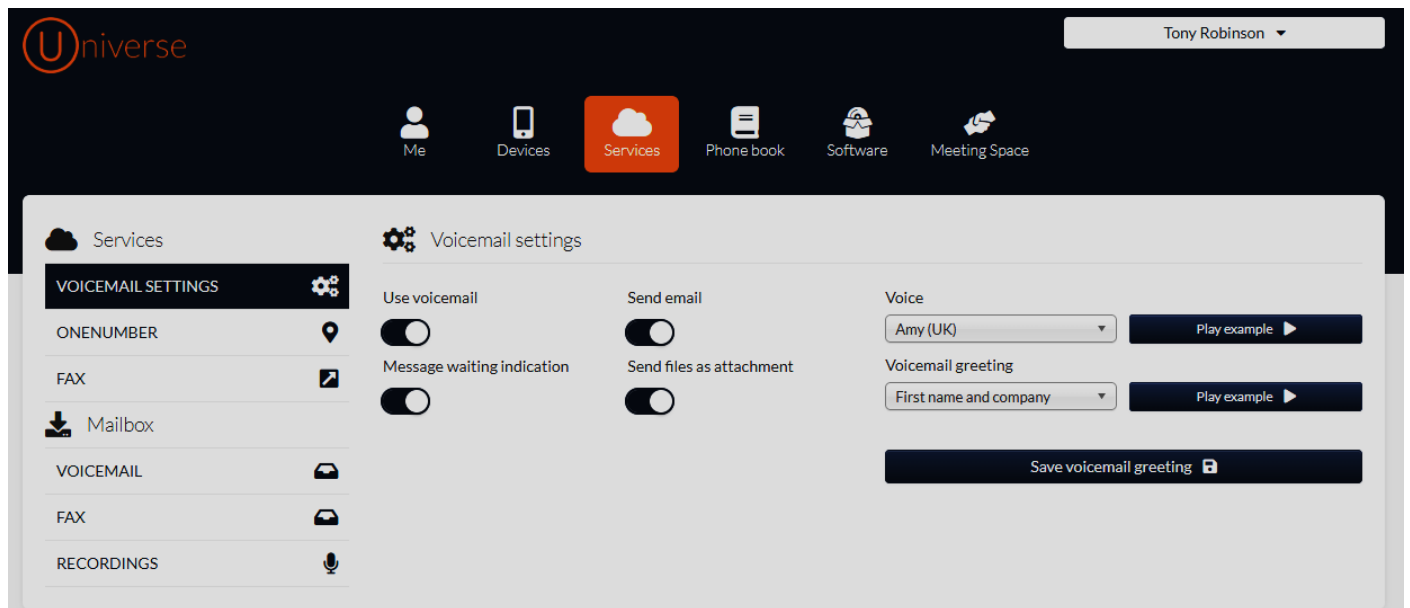 Universe
Tony Robinson
Me
Devices
Services
Phone book
Software
Meeting Space
Services
VOICEMAIL SETTINGS
ONENUMBER
FAX
Mailbox
VOICEMAIL
FAX
RECORDINGS
Voicemail settings
Use voicemail
Send email
Message waiting indication
Send files as attachment
Voice
Amy (UK)
Play example
Voicemail greeting
First name and company
Play example
Save voicemail greeting